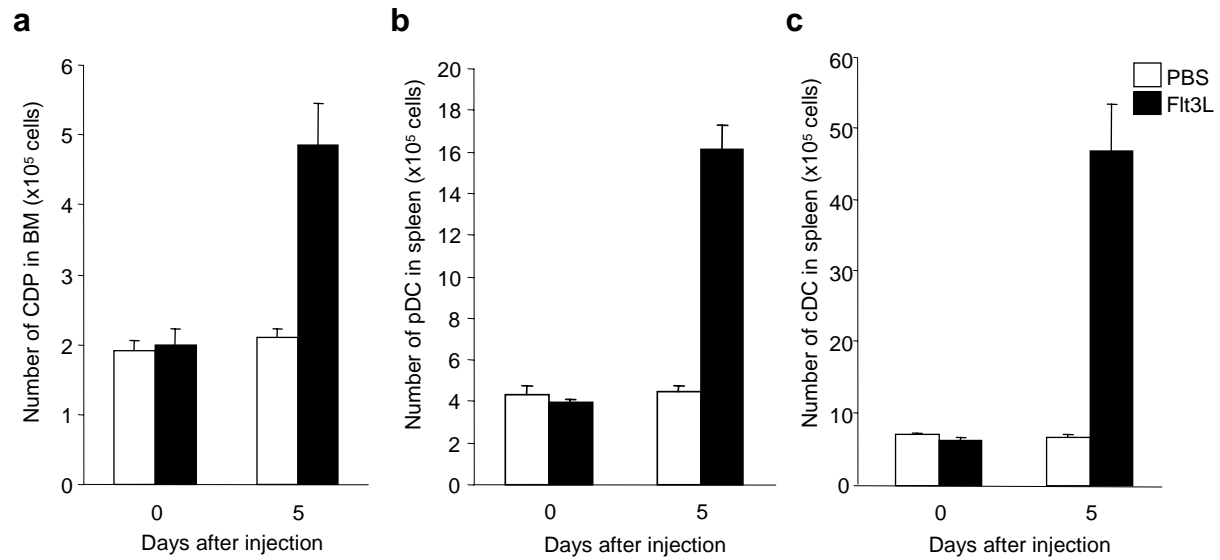 a
Number of CDP in BM (x10⁵ cells)
6
5
4
3
2
1
0
0 5
Days after injection
b
Number of pDC in spleen (x10⁵ cells)
20
18
16
14
12
10
8
6
4
2
0
0 5
Days after injection
c
Number of cDC in spleen (x10⁵ cells)
60
50
40
30
20
10
0
0 5
Days after injection
PBS
Flt3L